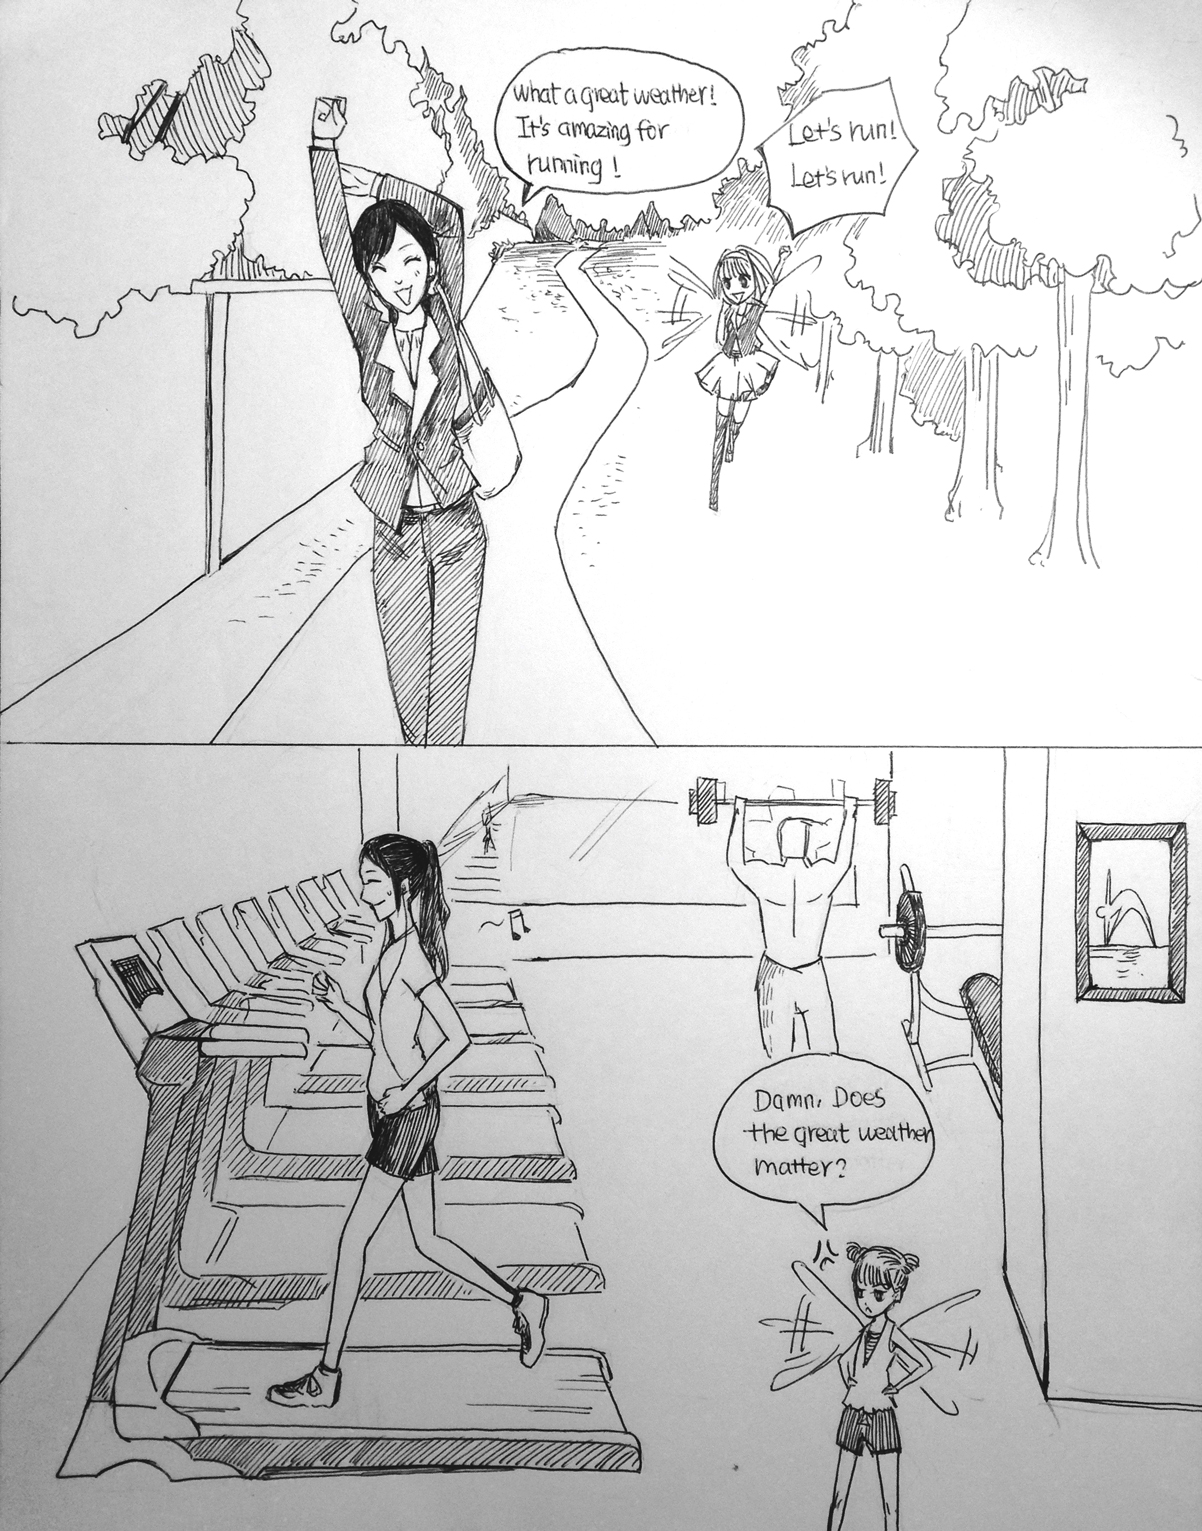 what a great weather!
It's amazing for
running!
Let's run!
Let's run!
Damn. Does
the great weather
matter?